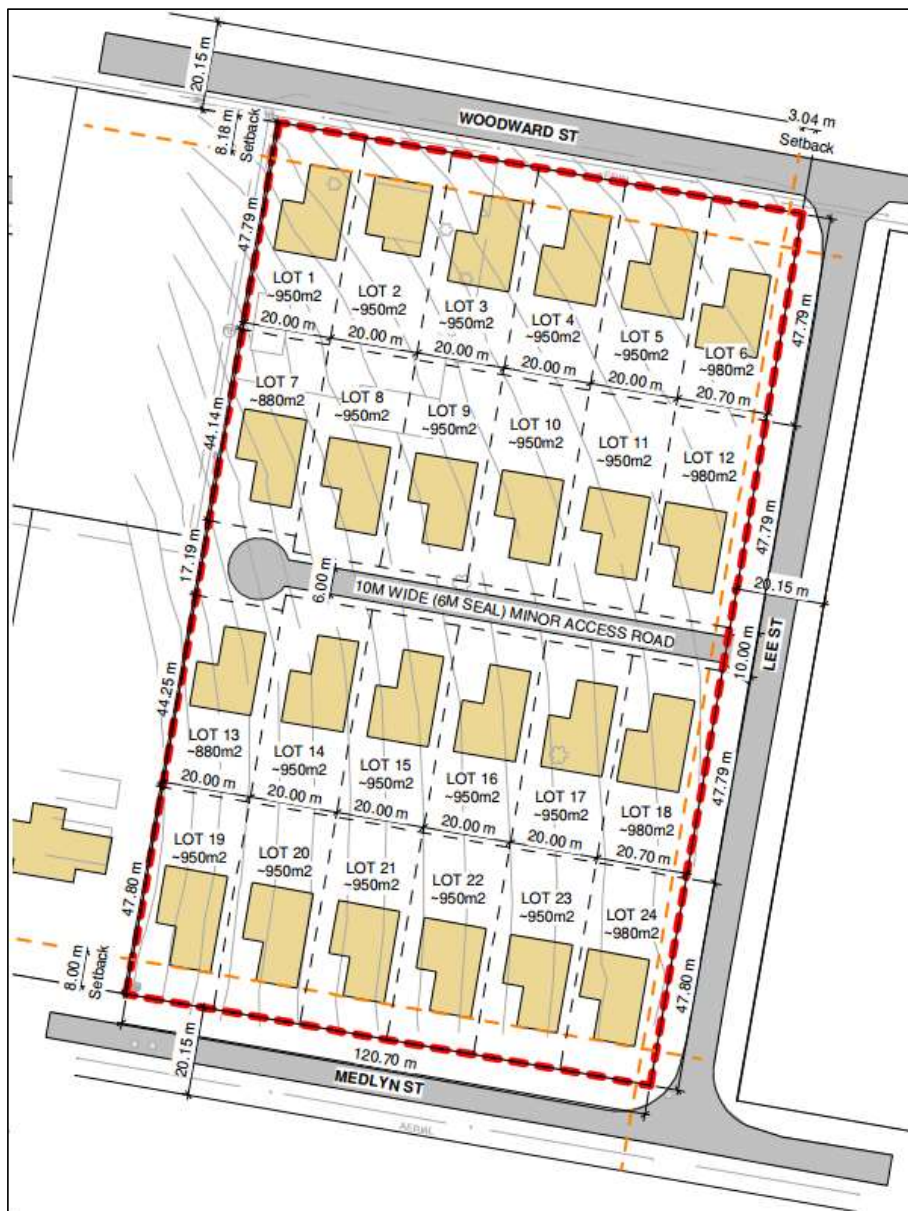 20.15 m
WOODWARD ST
3.04 m
Setback
8.18 m
Setback
47.79 m
LOT 1
~950m2
20.00 m
LOT 2
~950m2
20.00 m
LOT 3
~950m2
20.00 m
LOT 4
~950m2
20.00 m
LOT 5
~950m2
20.00 m
LOT 6
~980m2
20.70 m
47.79 m
LOT 7
~880m2
LOT 8
~950m2
LOT 9
~950m2
LOT 10
~950m2
LOT 11
~950m2
LOT 12
~980m2
44.14 m
47.79 m
17.19 m
6.00 m
10M WIDE (6M SEAL) MINOR ACCESS ROAD
20.15 m
10.00 m
LEE ST
44.25 m
LOT 13
~880m2
20.00 m
LOT 14
~950m2
20.00 m
LOT 15
~950m2
20.00 m
LOT 16
~950m2
20.00 m
LOT 17
~950m2
20.00 m
LOT 18
~980m2
20.70 m
47.79 m
LOT 19
~950m2
LOT 20
~950m2
LOT 21
~950m2
LOT 22
~950m2
LOT 23
~950m2
LOT 24
~980m2
47.80 m
47.80 m
8.00 m
Setback
20.15 m
120.70 m
MEDLYN ST
AERIAL